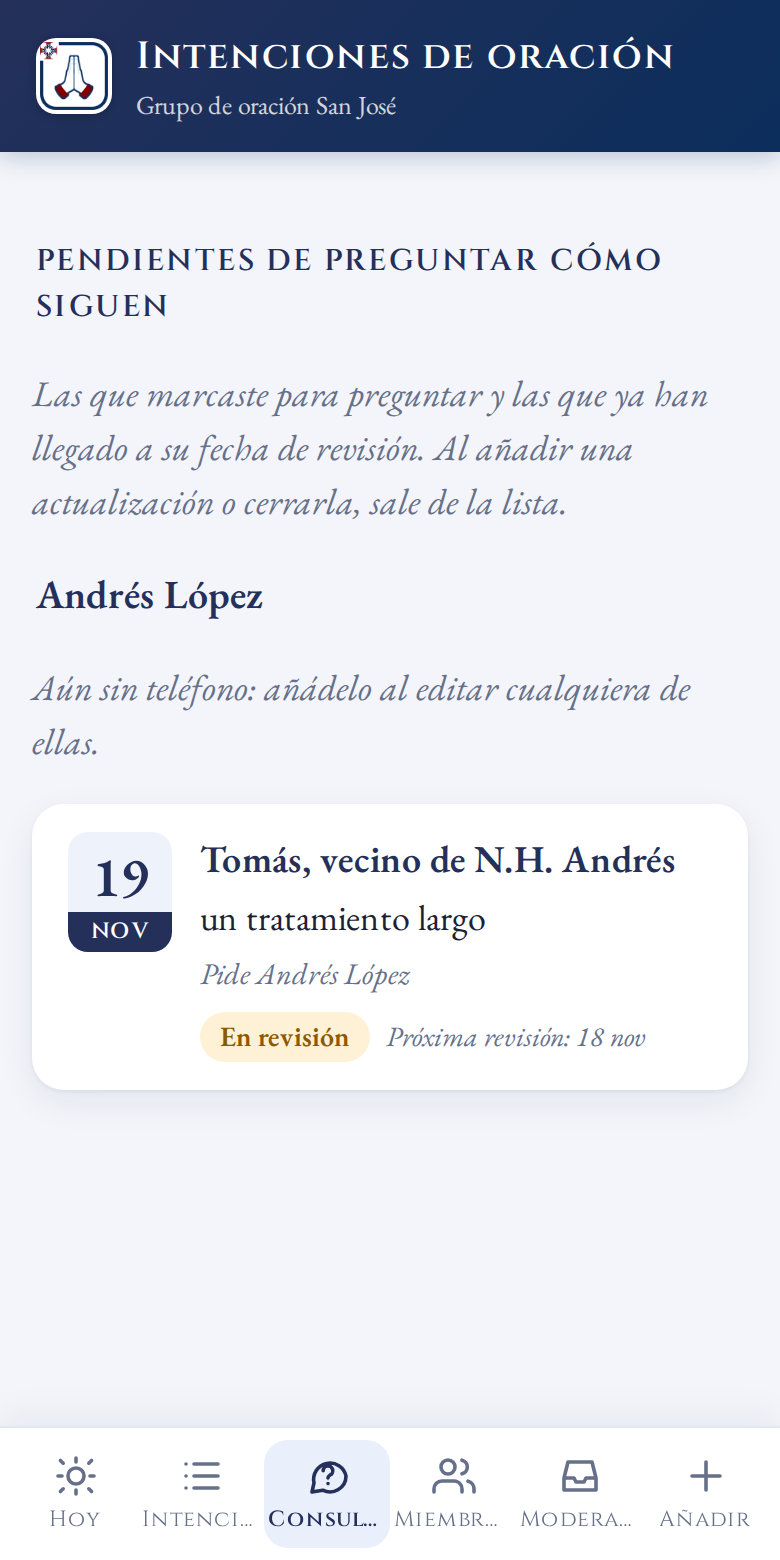 Intenciones de oración
Grupo de oración San José
PENDIENTES DE PREGUNTAR CÓMO
SIGUEN
Las que marcaste para preguntar y las que ya han
llegado a su fecha de revisión. Al añadir una
actualización o cerrarla, sale de la lista.
Andrés López
Aún sin teléfono: añádelo al editar cualquiera de
ellas.
19
NOV
Tomás, vecino de N.H. Andrés
un tratamiento largo
Pide Andrés López
En revisión
Próxima revisión: 18 nov
Hoy
Intenci…
Consul…
Miembr…
Modera…
Añadir